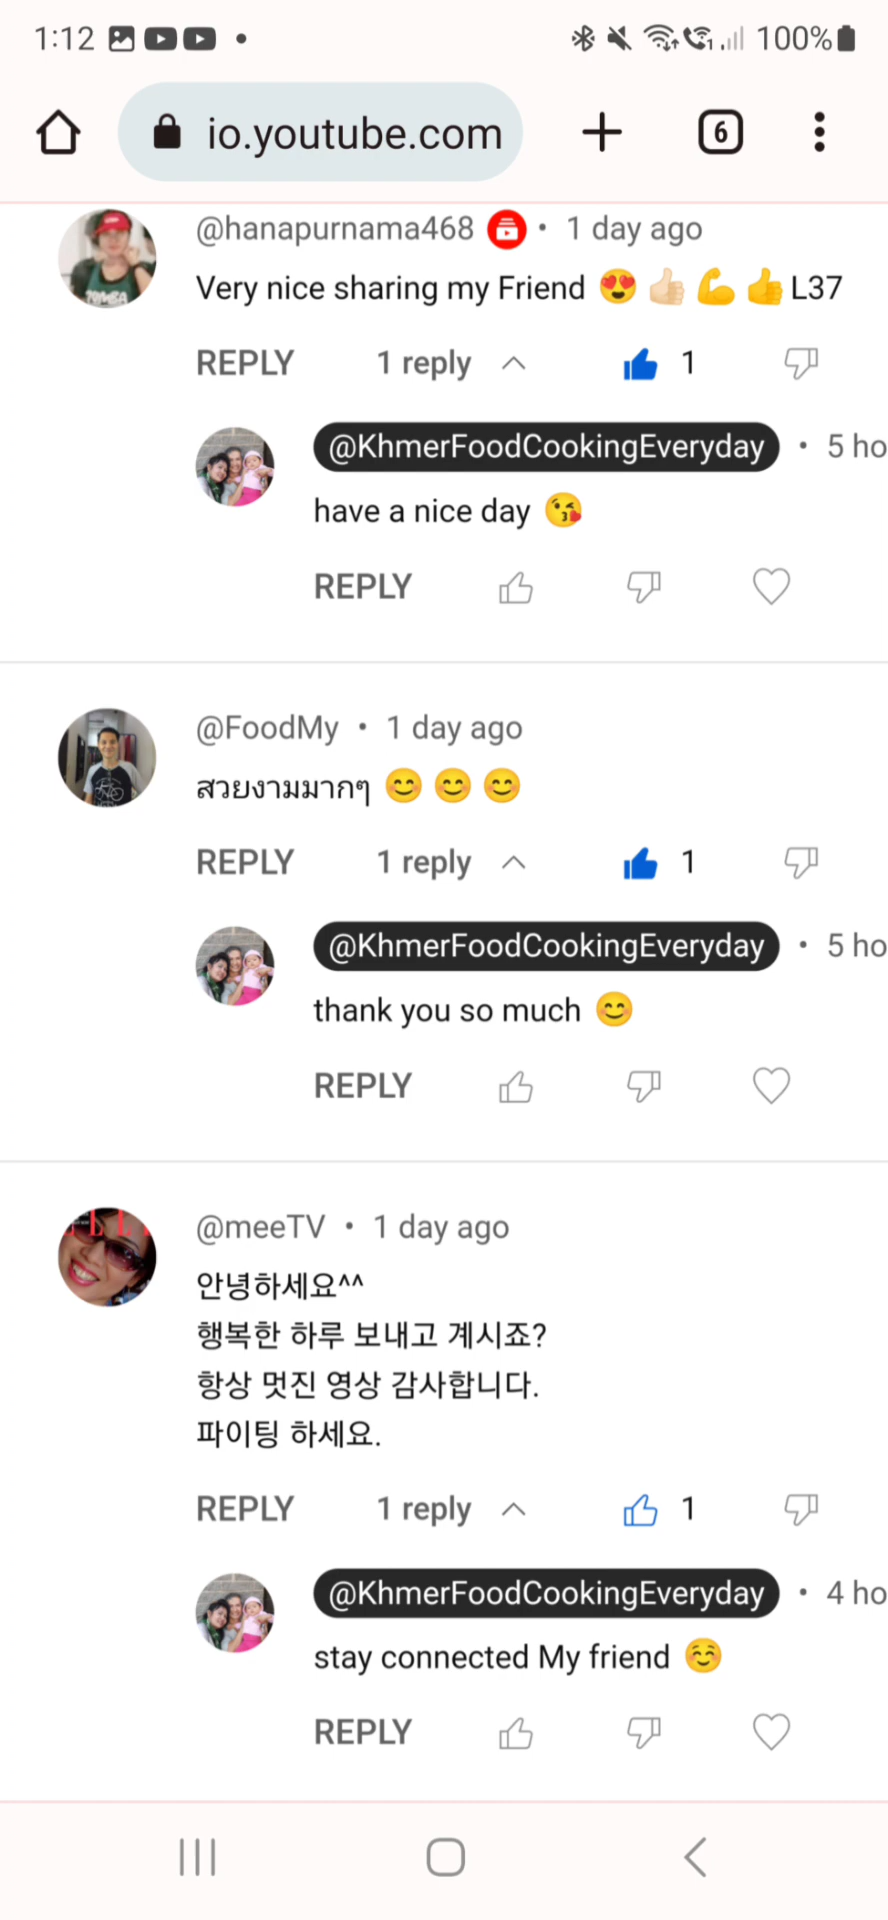 1:12 100%
io.youtube.com 6
@hanapurnama468 • 1 day ago
Very nice sharing my Friend 😍👍🏻💪👍L37
REPLY 1 reply 1
@KhmerFoodCookingEveryday • 5 ho
have a nice day 😘
REPLY
@FoodMy • 1 day ago
สวยงามมากๆ 😊😊😊
REPLY 1 reply 1
@KhmerFoodCookingEveryday • 5 ho
thank you so much 😊
REPLY
@meeTV • 1 day ago
안녕하세요^^
행복한 하루 보내고 계시죠?
항상 멋진 영상 감사합니다.
파이팅 하세요.
REPLY 1 reply 1
@KhmerFoodCookingEveryday • 4 ho
stay connected My friend ☺️
REPLY